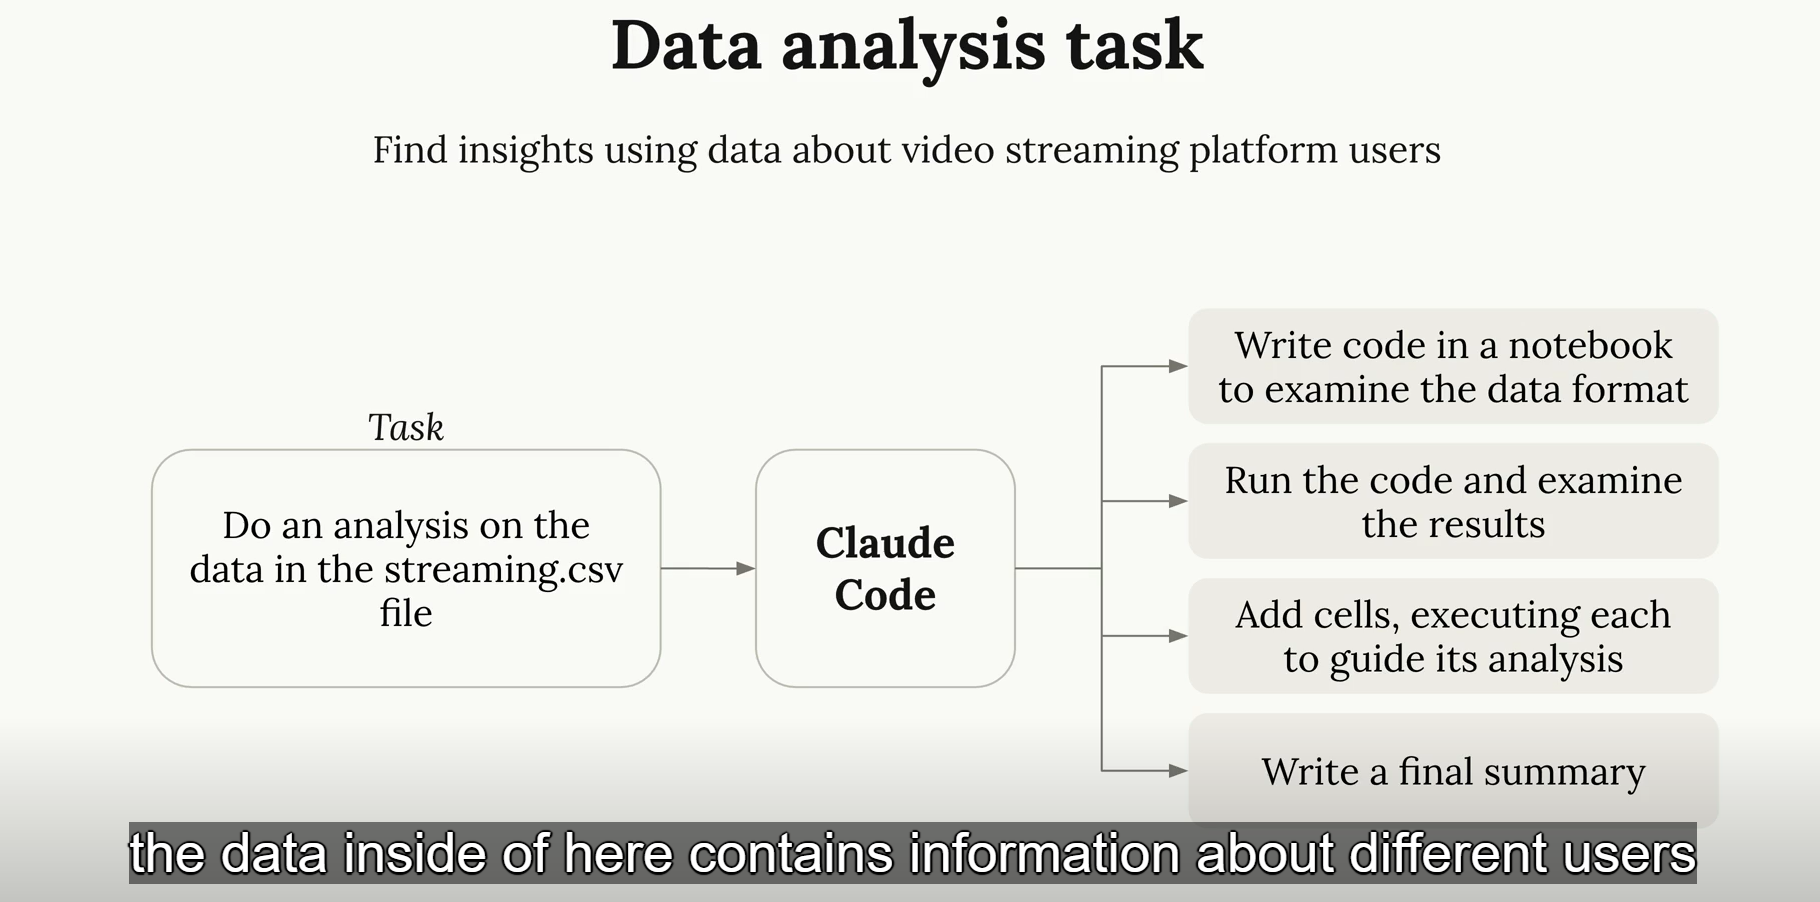 Data analysis task
Find insights using data about video streaming platform users
Task
Do an analysis on the
data in the streaming.csv
file
Claude
Code
Write code in a notebook
to examine the data format
Run the code and examine
the results
Add cells, executing each
to guide its analysis
Write a final summary
the data inside of here contains information about different users